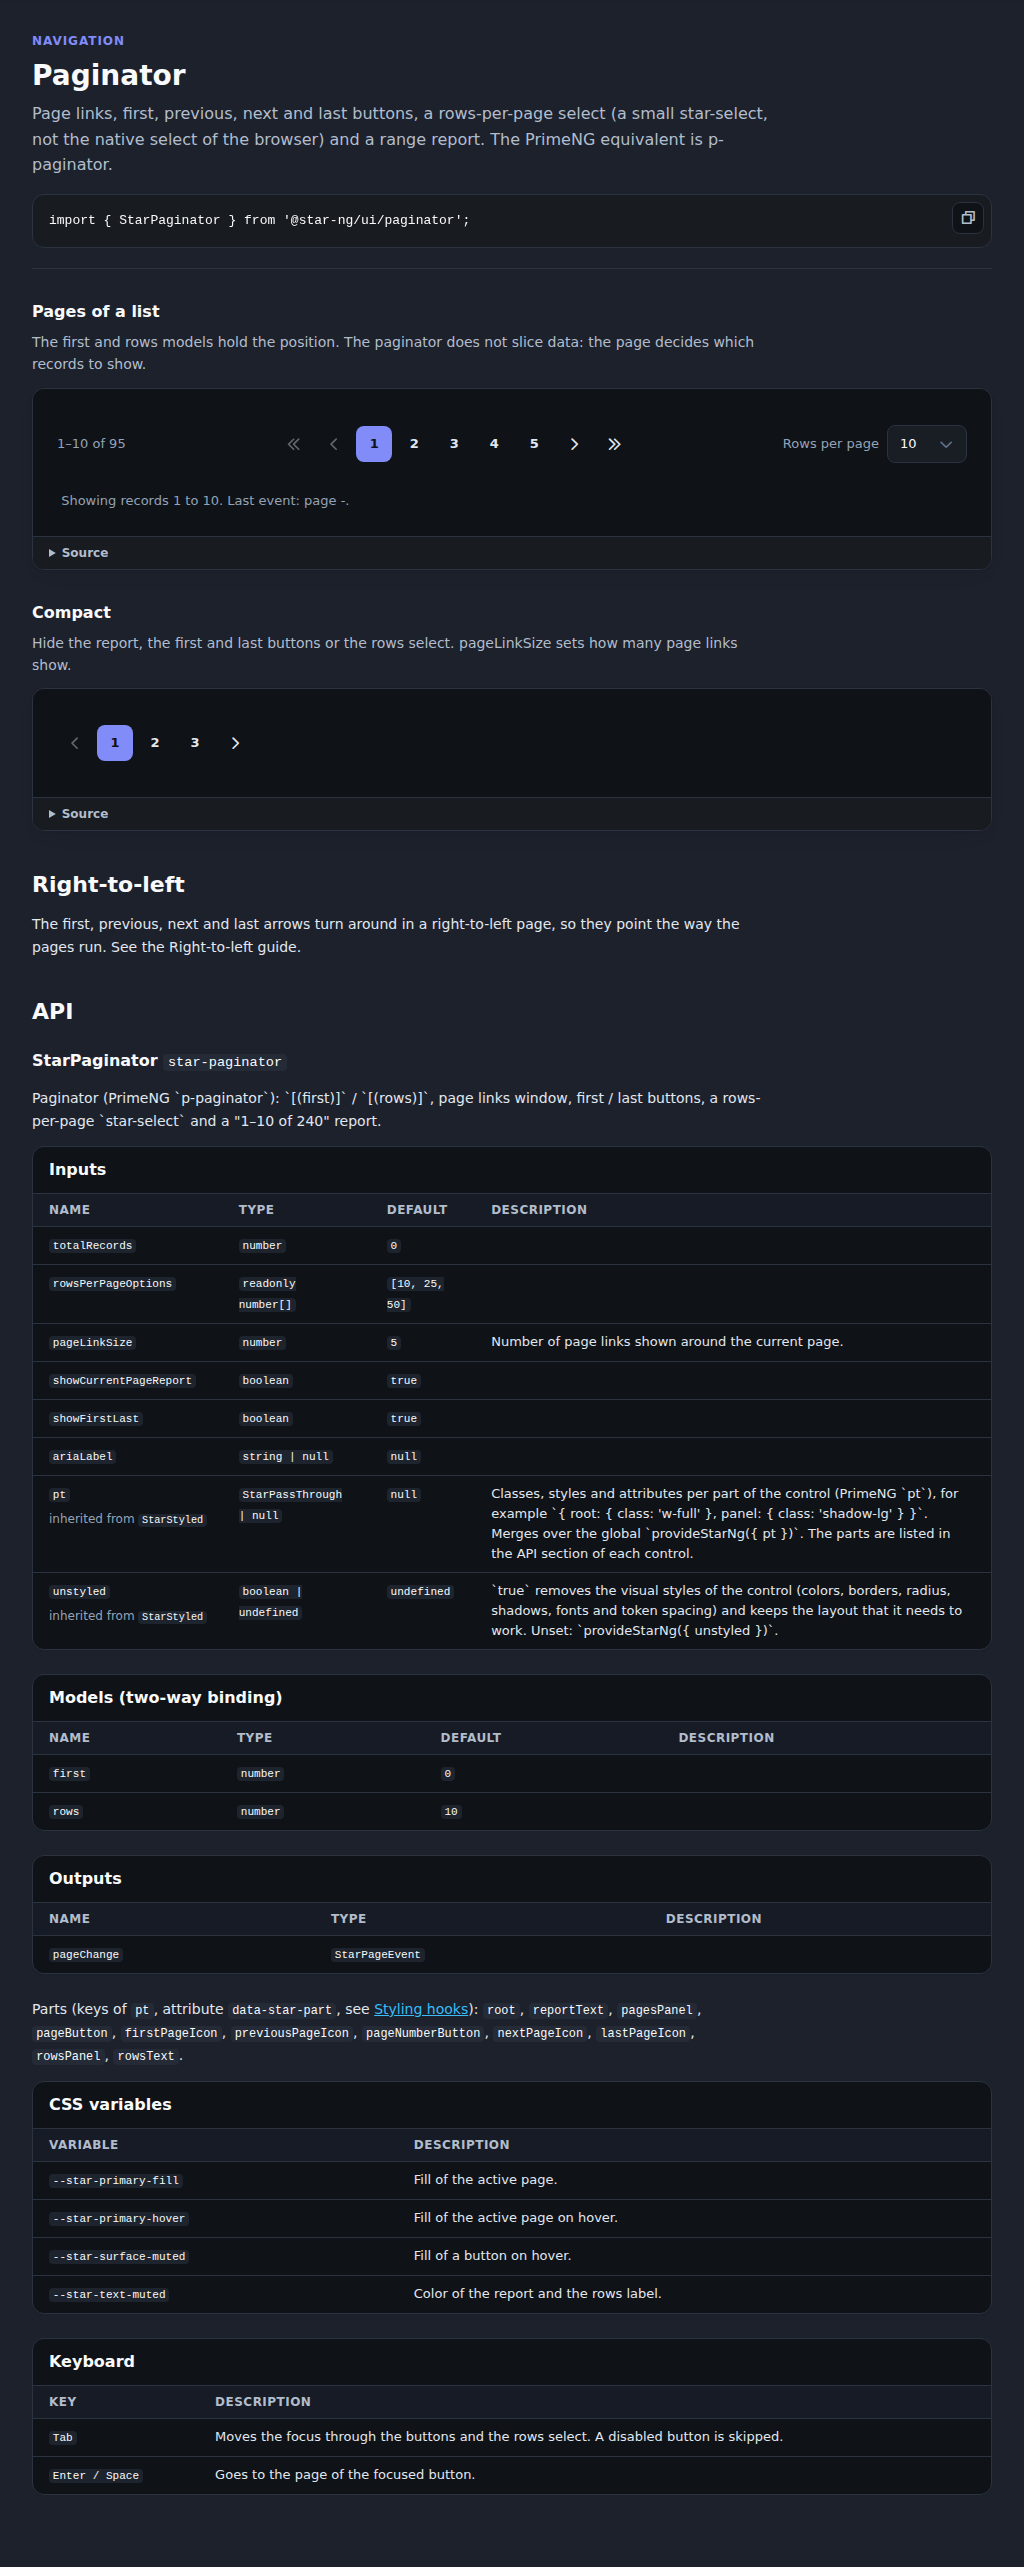 NAVIGATION
Paginator
Page links, first, previous, next and last buttons, a rows-per-page select (a small star-select,
not the native select of the browser) and a range report. The PrimeNG equivalent is p-
paginator.
import { StarPaginator } from '@star-ng/ui/paginator';
Pages of a list
The first and rows models hold the position. The paginator does not slice data: the page decides which
records to show.
1–10 of 95 1 2 3 4 5 Rows per page 10
Showing records 1 to 10. Last event: page -.
Source
Compact
Hide the report, the first and last buttons or the rows select. pageLinkSize sets how many page links
show.
1 2 3
Source
Right-to-left
The first, previous, next and last arrows turn around in a right-to-left page, so they point the way the
pages run. See the Right-to-left guide.
API
StarPaginator star-paginator
Paginator (PrimeNG `p-paginator`): `[(first)]` / `[(rows)]`, page links window, first / last buttons, a rows-
per-page `star-select` and a "1–10 of 240" report.
Inputs
NAME TYPE DEFAULT DESCRIPTION
totalRecords number 0
rowsPerPageOptions readonly [10, 25,
number[] 50]
pageLinkSize number 5 Number of page links shown around the current page.
showCurrentPageReport boolean true
showFirstLast boolean true
ariaLabel string | null null
pt StarPassThrough null Classes, styles and attributes per part of the control (PrimeNG `pt`), for
inherited from StarStyled | null example `{ root: { class: 'w-full' }, panel: { class: 'shadow-lg' } }`.
Merges over the global `provideStarNg({ pt })`. The parts are listed in
the API section of each control.
unstyled boolean | undefined `true` removes the visual styles of the control (colors, borders, radius,
inherited from StarStyled undefined shadows, fonts and token spacing) and keeps the layout that it needs to
work. Unset: `provideStarNg({ unstyled })`.
Models (two-way binding)
NAME TYPE DEFAULT DESCRIPTION
first number 0
rows number 10
Outputs
NAME TYPE DESCRIPTION
pageChange StarPageEvent
Parts (keys of pt, attribute data-star-part, see Styling hooks): root, reportText, pagesPanel,
pageButton, firstPageIcon, previousPageIcon, pageNumberButton, nextPageIcon, lastPageIcon,
rowsPanel, rowsText.
CSS variables
VARIABLE DESCRIPTION
--star-primary-fill Fill of the active page.
--star-primary-hover Fill of the active page on hover.
--star-surface-muted Fill of a button on hover.
--star-text-muted Color of the report and the rows label.
Keyboard
KEY DESCRIPTION
Tab Moves the focus through the buttons and the rows select. A disabled button is skipped.
Enter / Space Goes to the page of the focused button.